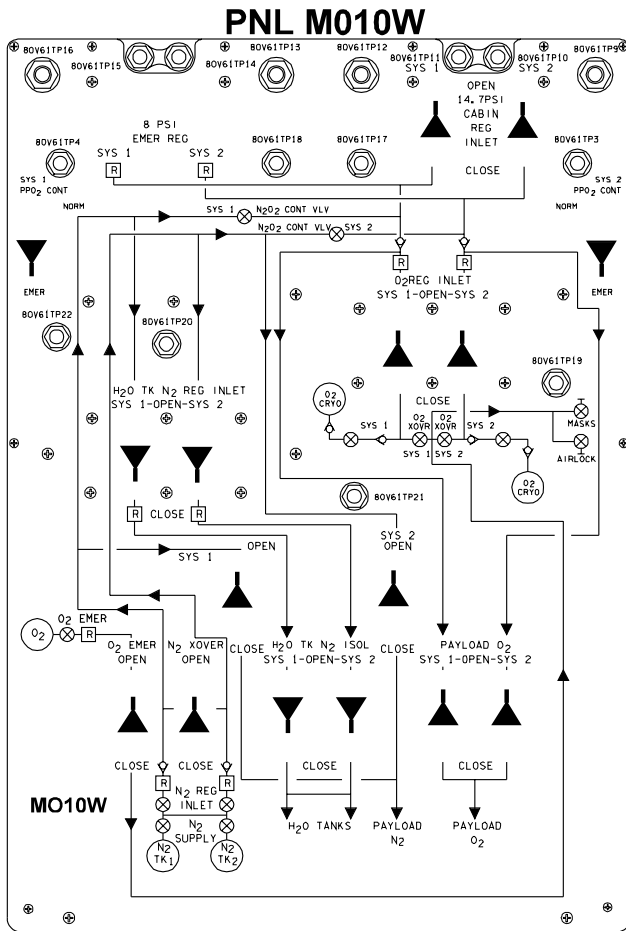 PNL M010W
80V61TP16
80V61TP15
80V61TP14
80V61TP13
80V61TP12
80V61TP11
SYS 1
80V61TP10
SYS 2
80V61TP9
OPEN
14.7PSI
CABIN
REG
INLET
CLOSE
8 PSI
EMER REG
SYS 1
SYS 2
R
R
80V61TP4
80V61TP18
80V61TP17
80V61TP3
SYS 1
PPO2 CONT
SYS 2
PPO2 CONT
NORM
NORM
SYS 1
N2O2 CONT VLV
N2O2 CONT VLV
SYS 2
EMER
EMER
R
R
O2REG INLET
SYS 1-OPEN-SYS 2
80V61TP22
80V61TP20
80V61TP19
H2O TK N2 REG INLET
SYS 1-OPEN-SYS 2
CLOSE
O2
CRYO
SYS 1
O2
XOVR
O2
XOVR
SYS 2
SYS 1
SYS 2
MASKS
AIRLOCK
O2
CRYO
80V61TP21
R
CLOSE
R
SYS 1
OPEN
SYS 2
OPEN
O2
O2 EMER
R
O2 EMER
OPEN
N2 XOVER
OPEN
CLOSE
H2O TK N2 ISOL
SYS 1-OPEN-SYS 2
CLOSE
PAYLOAD O2
SYS 1-OPEN-SYS 2
CLOSE
CLOSE
CLOSE
CLOSE
R
R
N2 REG
INLET
N2
SUPPLY
N2
TK1
N2
TK2
MO10W
H2O TANKS
PAYLOAD
N2
PAYLOAD
O2